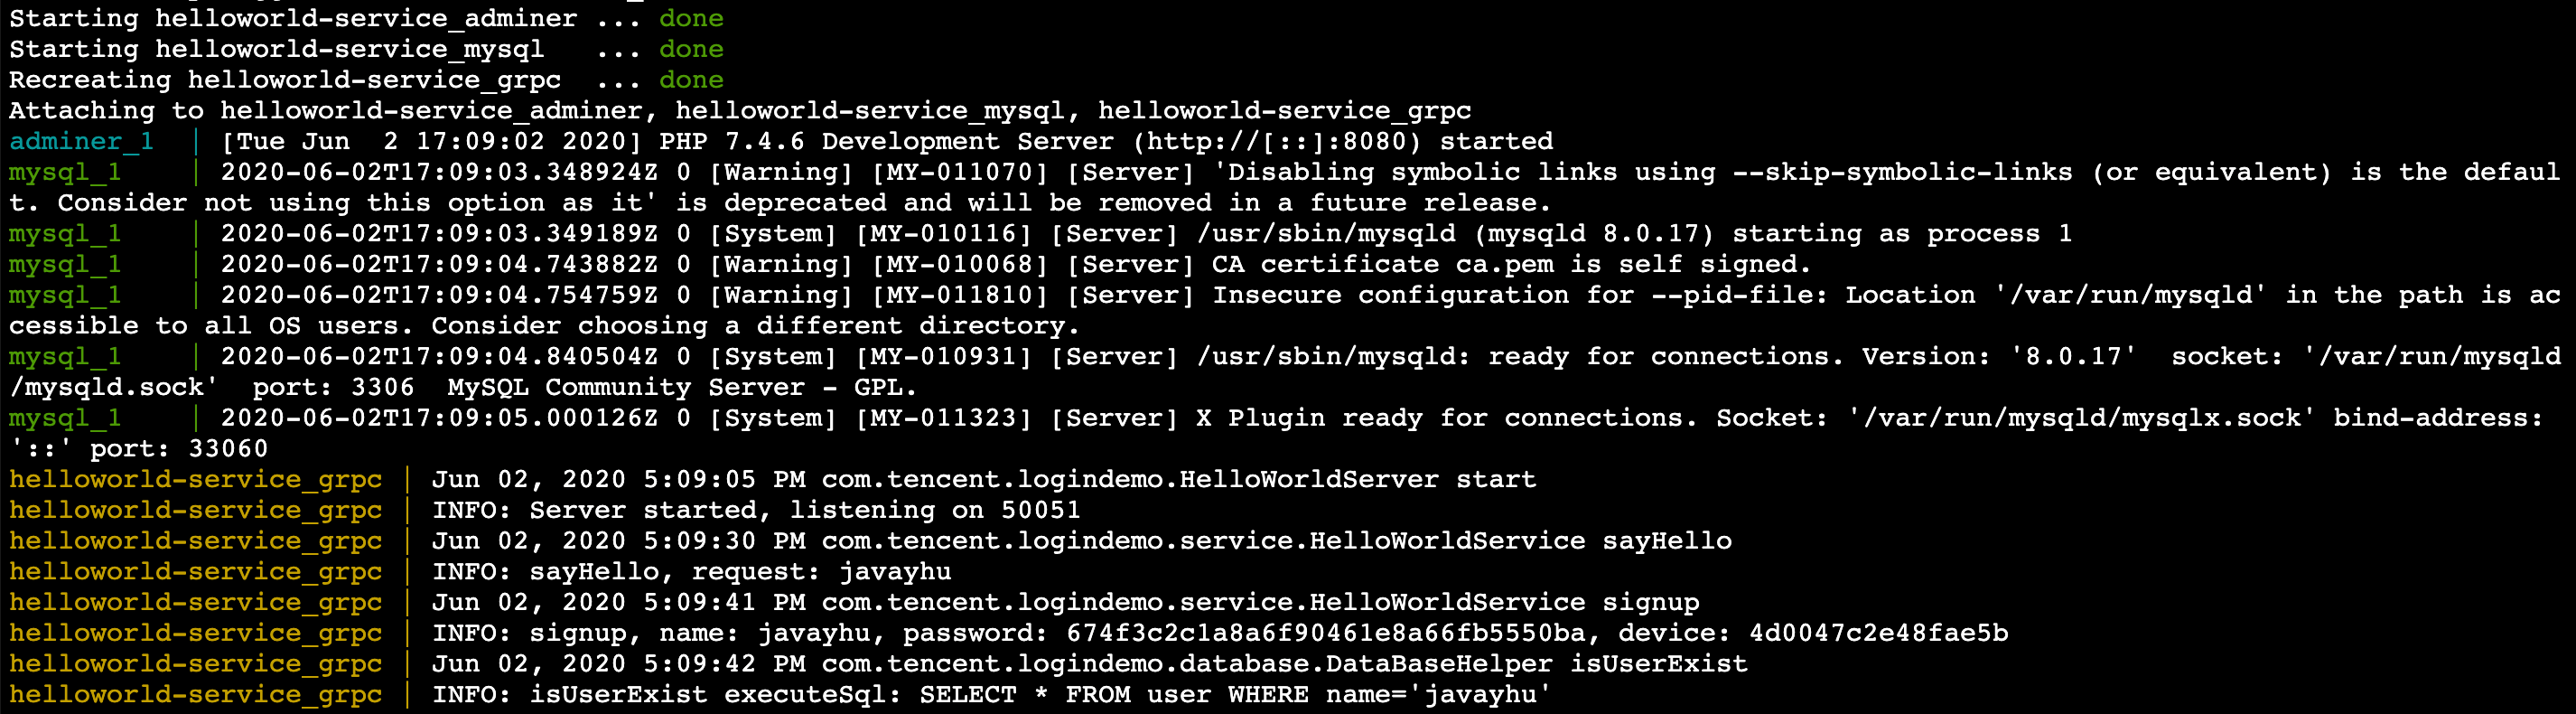 Starting helloworld-service_adminer ... done
Starting helloworld-service_mysql   ... done
Recreating helloworld-service_grpc  ... done
Attaching to helloworld-service_adminer, helloworld-service_mysql, helloworld-service_grpc
adminer_1  | [Tue Jun  2 17:09:02 2020] PHP 7.4.6 Development Server (http://[::]:8080) started
mysql_1    | 2020-06-02T17:09:03.348924Z 0 [Warning] [MY-011070] [Server] 'Disabling symbolic links using --skip-symbolic-links (or equivalent) is the defaul
t. Consider not using this option as it' is deprecated and will be removed in a future release.
mysql_1    | 2020-06-02T17:09:03.349189Z 0 [System] [MY-010116] [Server] /usr/sbin/mysqld (mysqld 8.0.17) starting as process 1
mysql_1    | 2020-06-02T17:09:04.743882Z 0 [Warning] [MY-010068] [Server] CA certificate ca.pem is self signed.
mysql_1    | 2020-06-02T17:09:04.754759Z 0 [Warning] [MY-011810] [Server] Insecure configuration for --pid-file: Location '/var/run/mysqld' in the path is ac
cessible to all OS users. Consider choosing a different directory.
mysql_1    | 2020-06-02T17:09:04.840504Z 0 [System] [MY-010931] [Server] /usr/sbin/mysqld: ready for connections. Version: '8.0.17'  socket: '/var/run/mysqld
/mysqld.sock'  port: 3306  MySQL Community Server - GPL.
mysql_1    | 2020-06-02T17:09:05.000126Z 0 [System] [MY-011323] [Server] X Plugin ready for connections. Socket: '/var/run/mysqld/mysqlx.sock' bind-address:
'::' port: 33060
helloworld-service_grpc | Jun 02, 2020 5:09:05 PM com.tencent.logindemo.HelloWorldServer start
helloworld-service_grpc | INFO: Server started, listening on 50051
helloworld-service_grpc | Jun 02, 2020 5:09:30 PM com.tencent.logindemo.service.HelloWorldService sayHello
helloworld-service_grpc | INFO: sayHello, request: javayhu
helloworld-service_grpc | Jun 02, 2020 5:09:41 PM com.tencent.logindemo.service.HelloWorldService signup
helloworld-service_grpc | INFO: signup, name: javayhu, password: 674f3c2c1a8a6f90461e8a66fb5550ba, device: 4d0047c2e48fae5b
helloworld-service_grpc | Jun 02, 2020 5:09:42 PM com.tencent.logindemo.database.DataBaseHelper isUserExist
helloworld-service_grpc | INFO: isUserExist executeSql: SELECT * FROM user WHERE name='javayhu'